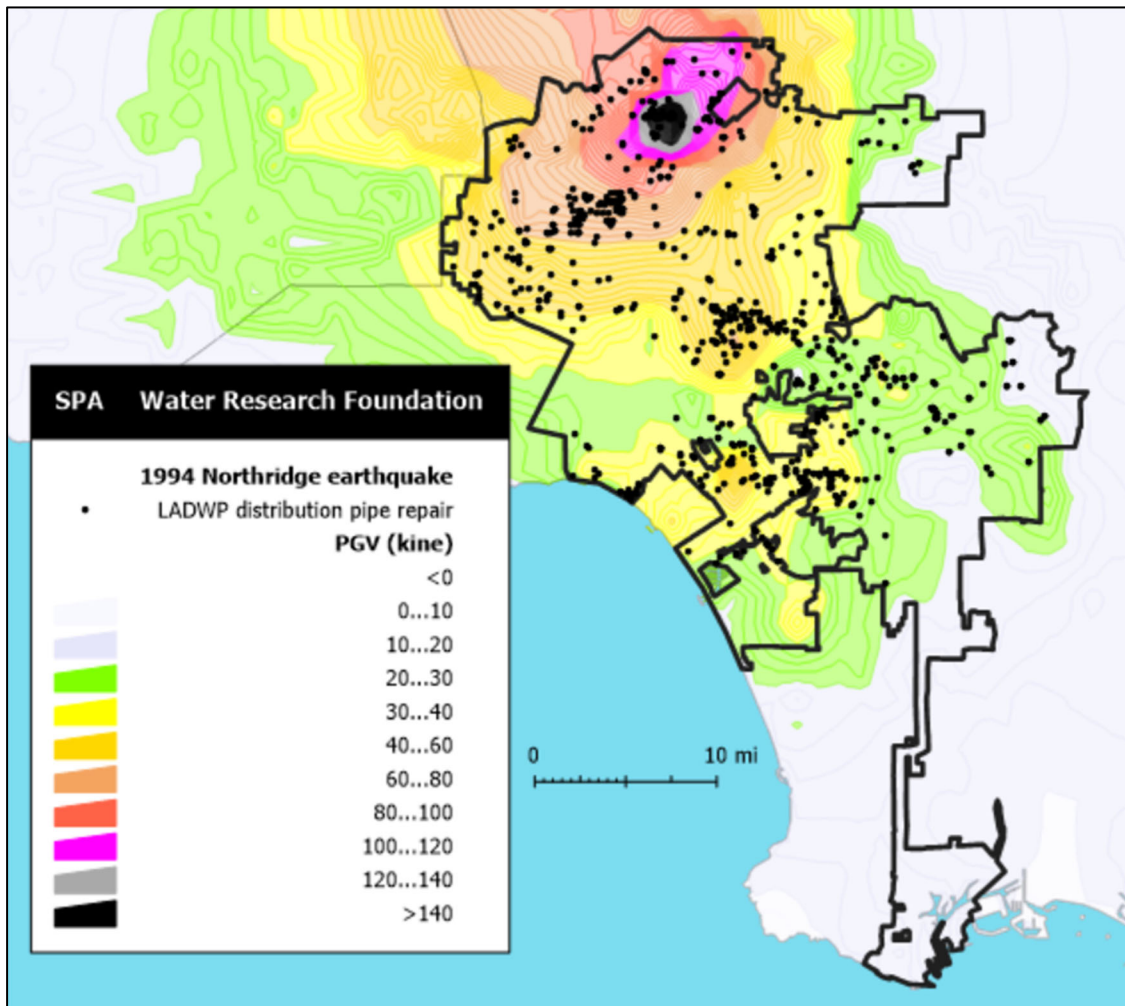 SPA Water Research Foundation
1994 Northridge earthquake
LADWP distribution pipe repair
PGV (kine)
<0
0...10
10...20
20...30
30...40
40...60
60...80
80...100
100...120
120...140
>140
0 10 mi